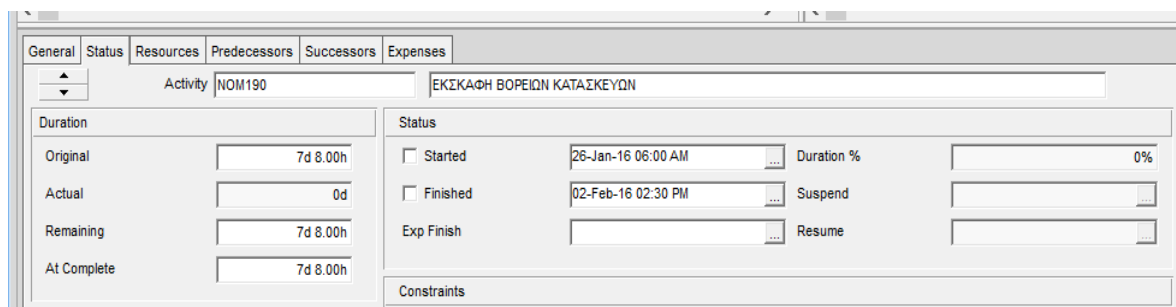 General Status Resources Predecessors Successors Expenses
Activity NOM190 ΕΚΣΚΑΦΗ ΒΟΡΕΙΩΝ ΚΑΤΑΣΚΕΥΩΝ
Duration Status
Original 7d 8.00h Started 26-Jan-16 06:00 AM ... Duration % 0%
Actual 0d Finished 02-Feb-16 02:30 PM ... Suspend ...
Remaining 7d 8.00h Exp Finish ... Resume ...
At Complete 7d 8.00h
Constraints